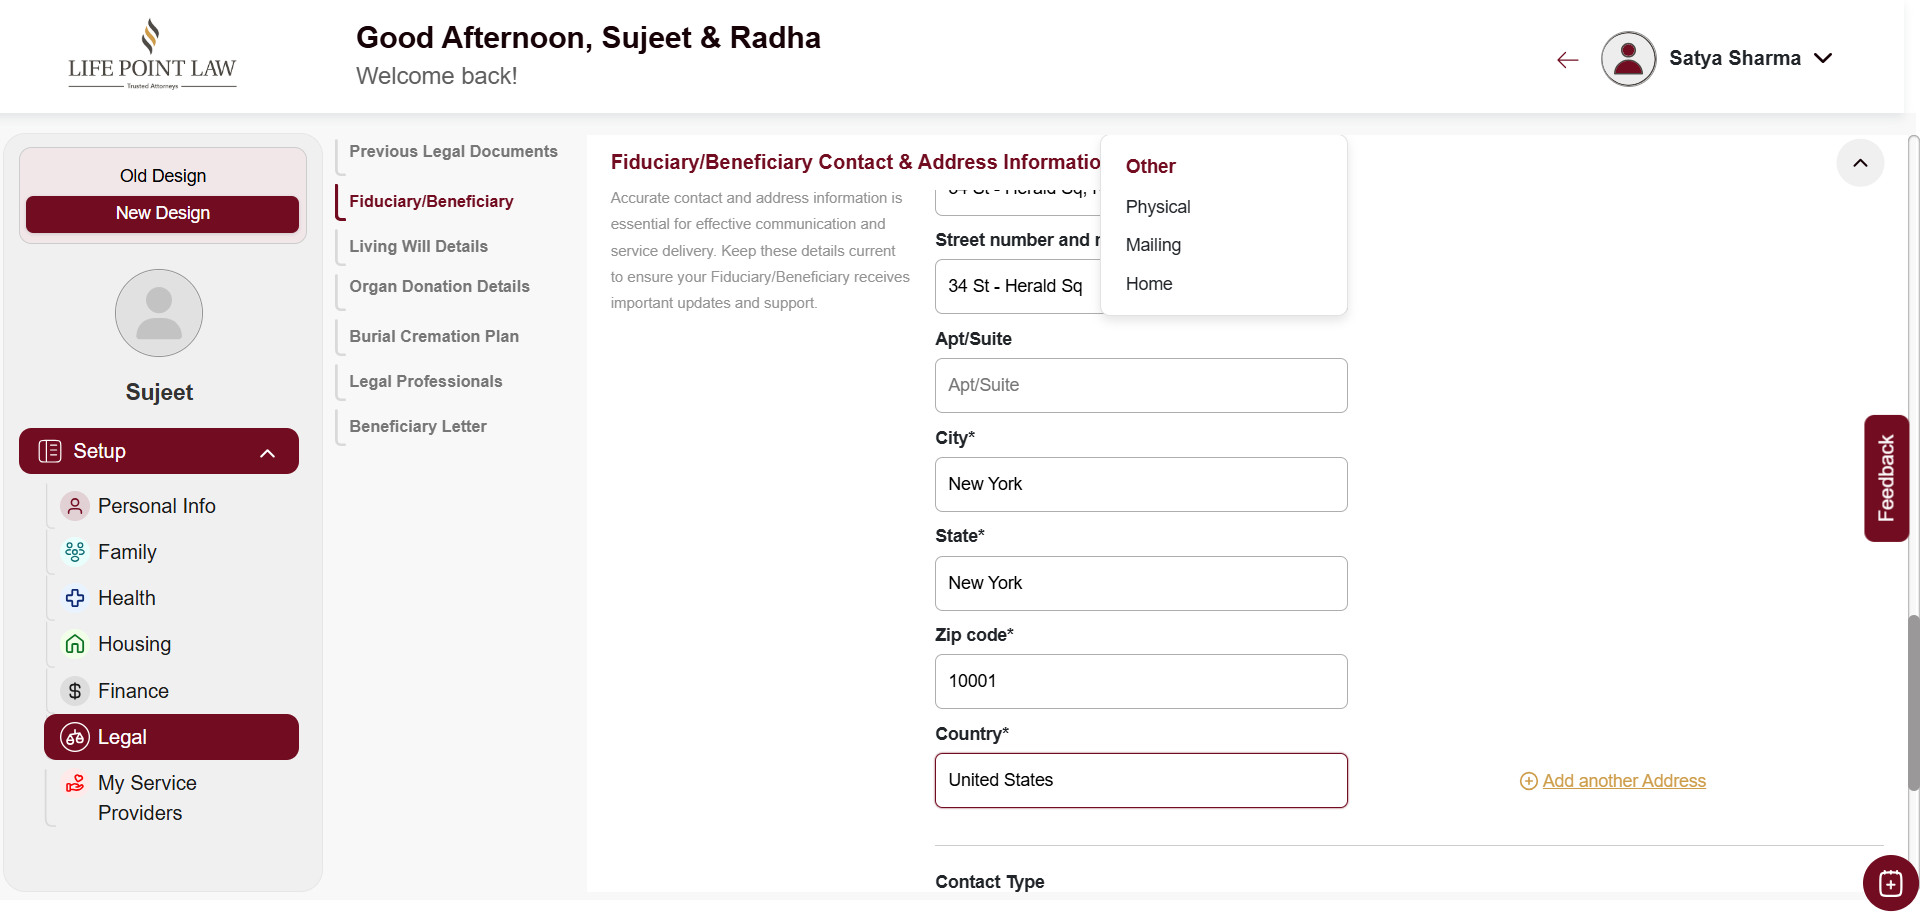 LIFE POINT LAW
Trusted Attorneys
Good Afternoon, Sujeet & Radha
Welcome back!
Satya Sharma
Old Design
New Design
Sujeet
Setup
Personal Info
Family
Health
Housing
Finance
Legal
My Service
Providers
Previous Legal Documents
Fiduciary/Beneficiary
Living Will Details
Organ Donation Details
Burial Cremation Plan
Legal Professionals
Beneficiary Letter
Fiduciary/Beneficiary Contact & Address Informatio
Accurate contact and address information is
essential for effective communication and
service delivery. Keep these details current
to ensure your Fiduciary/Beneficiary receives
important updates and support.
34 St - Herald Sq,
Street number and
34 St - Herald Sq
Other
Physical
Mailing
Home
Apt/Suite
Apt/Suite
City*
New York
State*
New York
Zip code*
10001
Country*
United States
Add another Address
Contact Type
Feedback